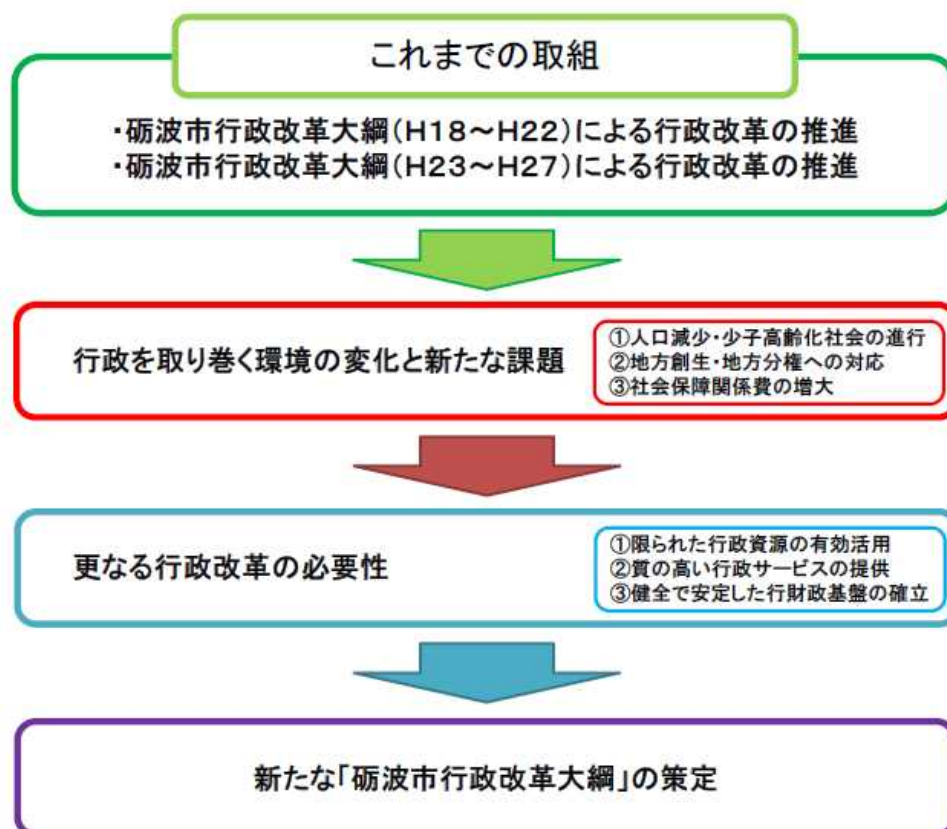 これまでの取組
・砺波市行政改革大綱(H18~H22)による行政改革の推進
・砺波市行政改革大綱(H23~H27)による行政改革の推進
行政を取り巻く環境の変化と新たな課題
①人口減少・少子高齢化社会の進行
②地方創生・地方分権への対応
③社会保障関係費の増大
更なる行政改革の必要性
①限られた行政資源の有効活用
②質の高い行政サービスの提供
③健全で安定した行財政基盤の確立
新たな「砺波市行政改革大綱」の策定